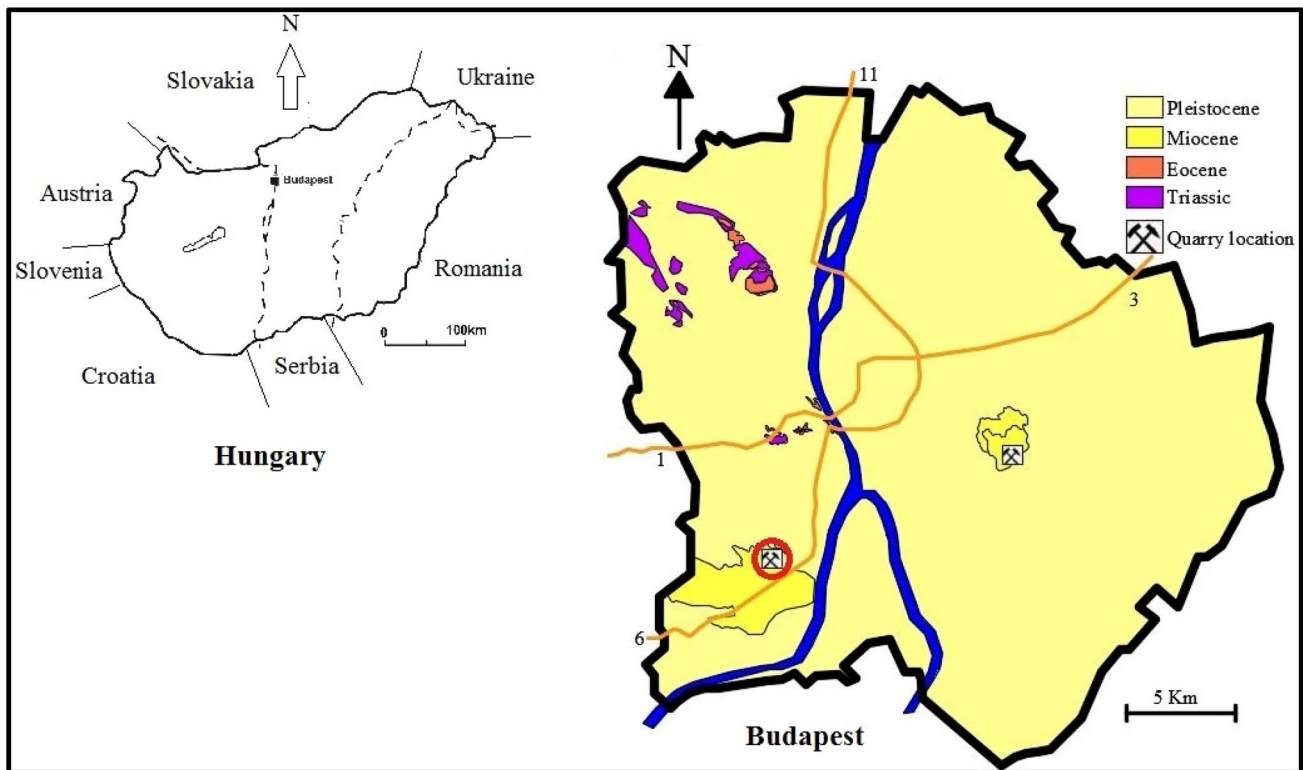 N
Slovakia
Ukraine
Austria
Budapest
Slovenia
Romania
0 100km
Croatia
Serbia
Hungary
N
11
Pleistocene
Miocene
Eocene
Triassic
Quarry location
3
1
6
5 Km
Budapest